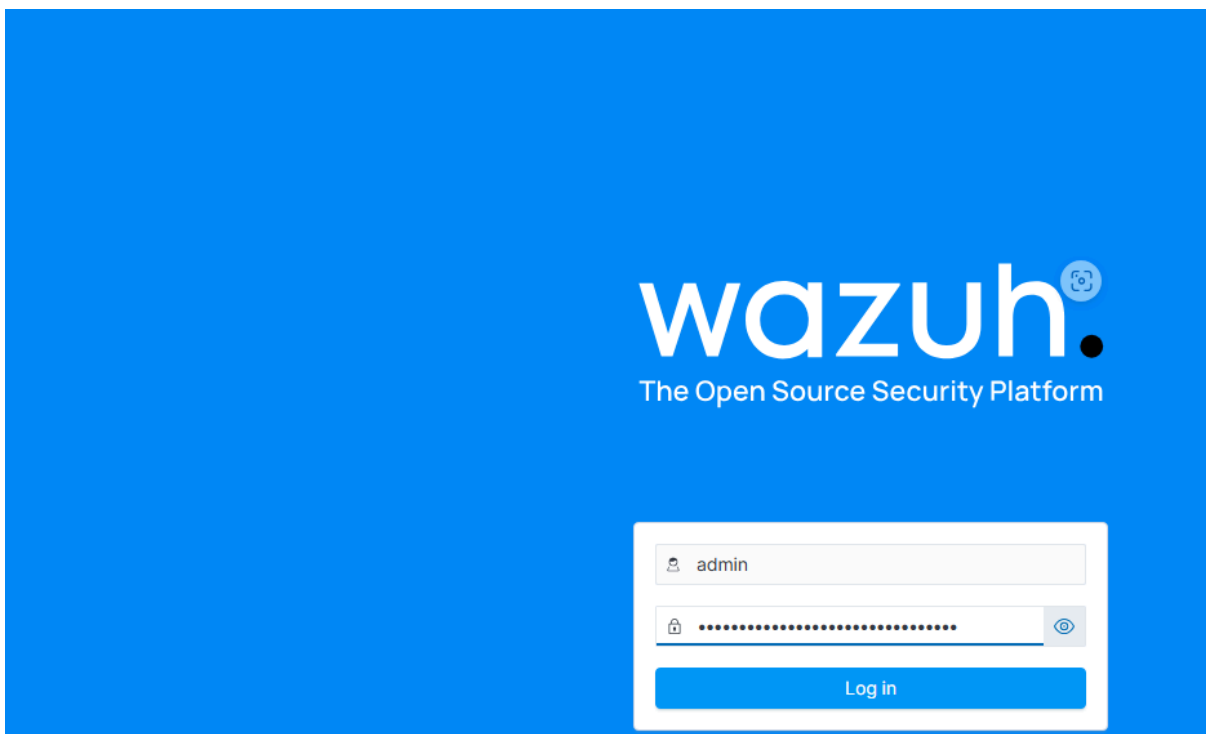 wazuh.
The Open Source Security Platform
admin
••••••••••••••••••••••••••••••••
Log in